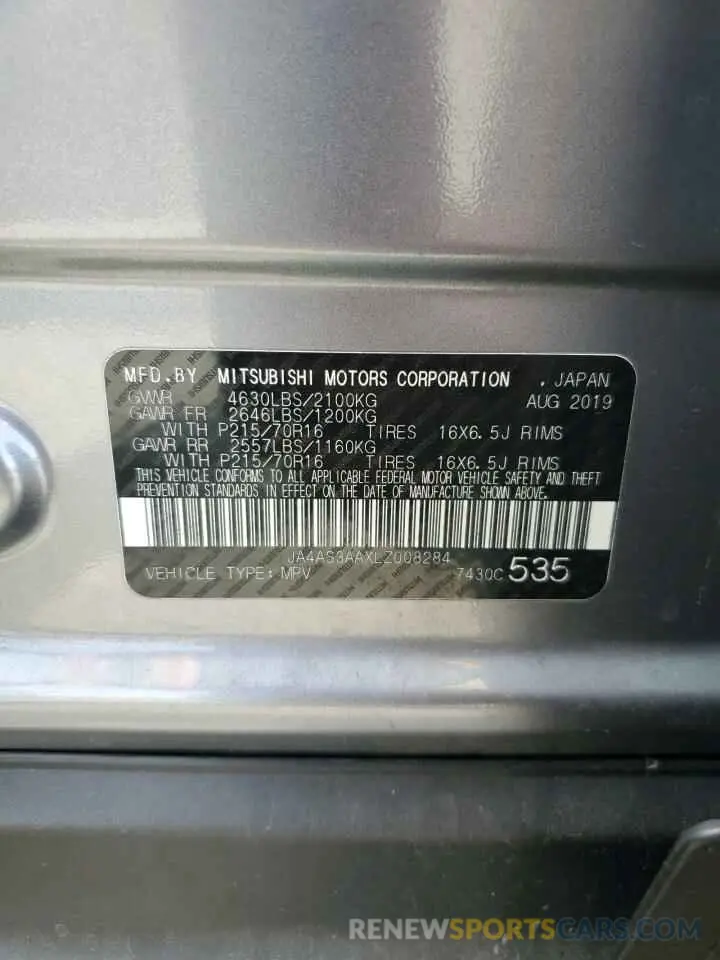 MFD.BY MITSUBISHI MOTORS CORPORATION , JAPAN
GVWR 4630LBS/2100KG AUG 2019
GAWR FR 2646LBS/1200KG
WITH P215/70R16 TIRES 16X6.5J RIMS
GAWR RR 2557LBS/1160KG
WITH P215/70R16 TIRES 16X6.5J RIMS
THIS VEHICLE CONFORMS TO ALL APPLICABLE FEDERAL MOTOR VEHICLE SAFETY AND THEFT
PREVENTION STANDARDS IN EFFECT ON THE DATE OF MANUFACTURE SHOWN ABOVE.
JA4AS3AAXLZ008284
VEHICLE TYPE: MPV 7430C 535
RENEWSPORTSCARS.COM